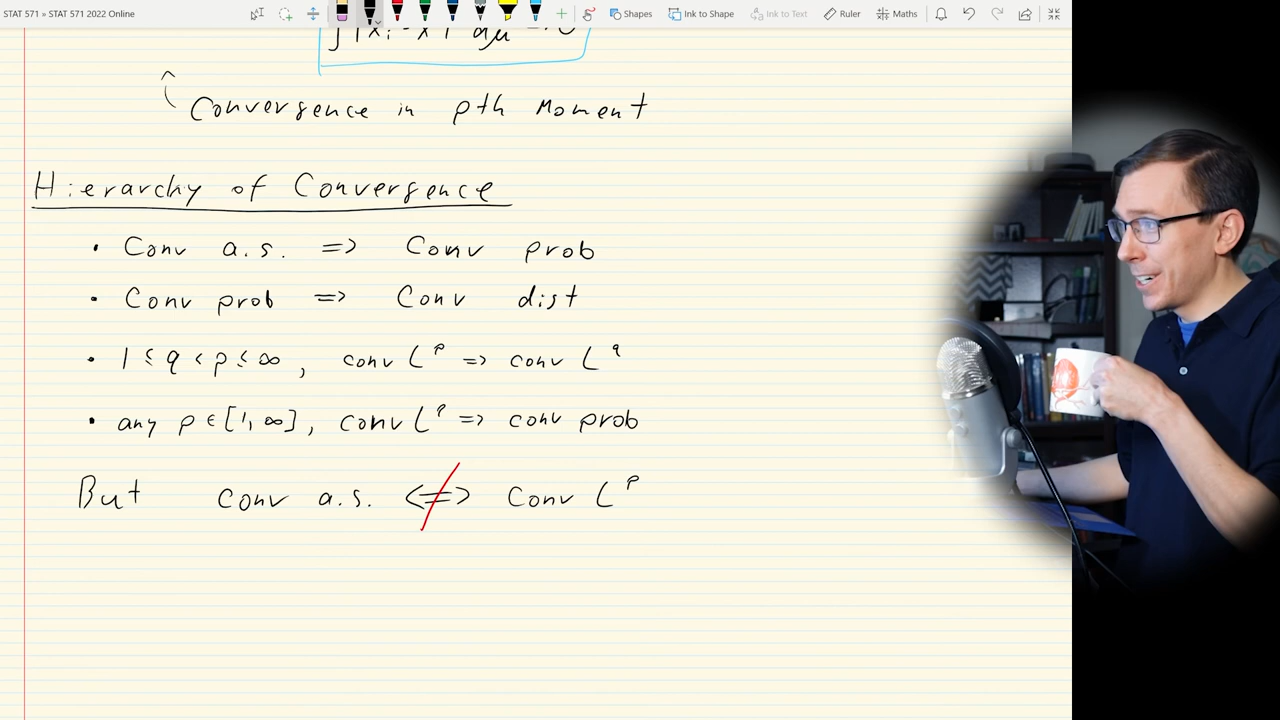 STAT 571 » STAT 571 2022 Online
Shapes Ink to Shape Ink to Text Ruler Maths
∫ |Xi - X|
Convergence in pth Moment
Hierarchy of Convergence
• Conv a.s. => Conv prob
• Conv prob => Conv dist
• 1 ≤ q < p ≤ ∞, conv L^p => conv L^q
• any p ∈ [1, ∞], conv L^p => conv prob
But conv a.s. <≠> Conv L^p